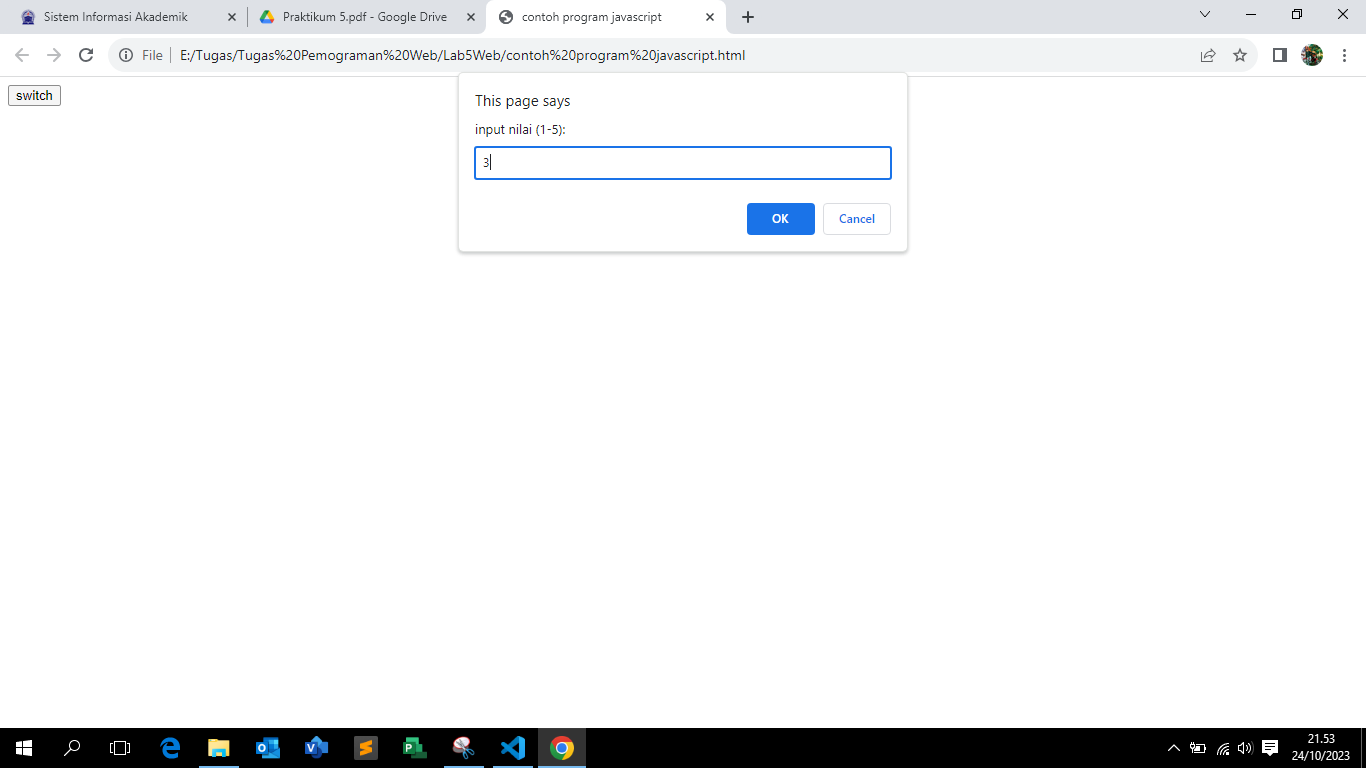 Sistem Informasi Akademik
Praktikum 5.pdf - Google Drive
contoh program javascript
File
E:/Tugas/Tugas%20Pemograman%20Web/Lab5Web/contoh%20program%20javascript.html
switch
This page says
input nilai (1-5):
3
OK
Cancel
21.53
24/10/2023